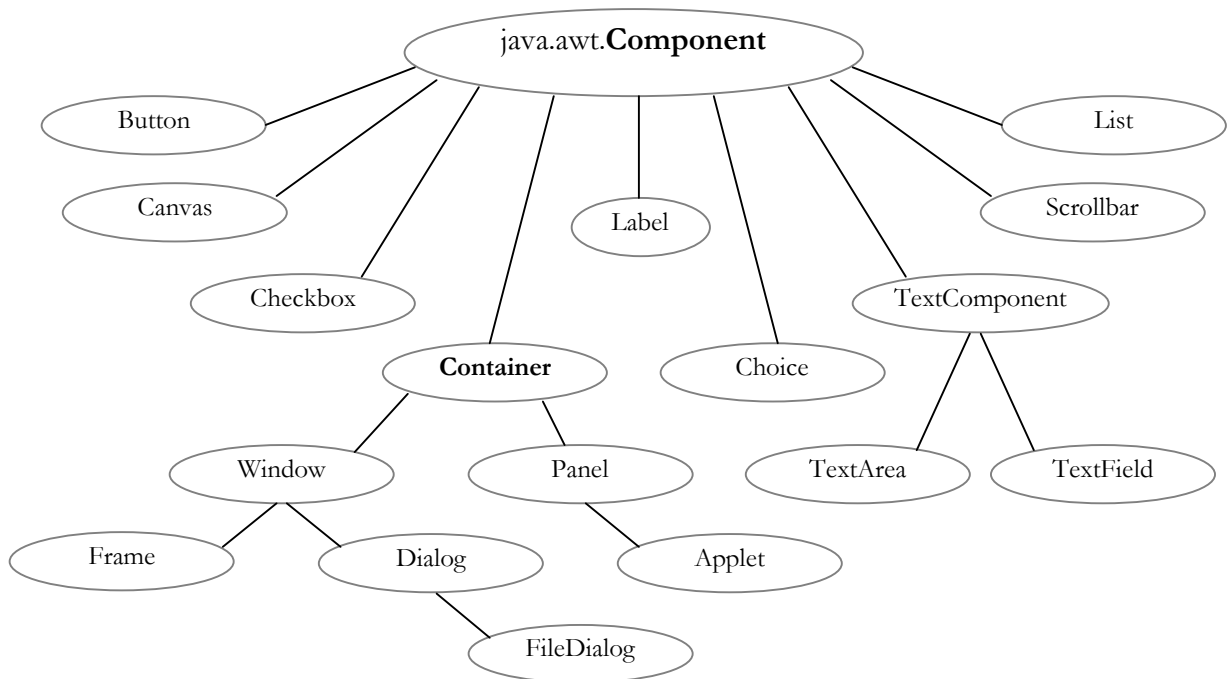 java.awt.Component
Button
List
Canvas
Label
Scrollbar
Checkbox
TextComponent
Container
Choice
Window
Panel
TextArea
TextField
Frame
Dialog
Applet
FileDialog